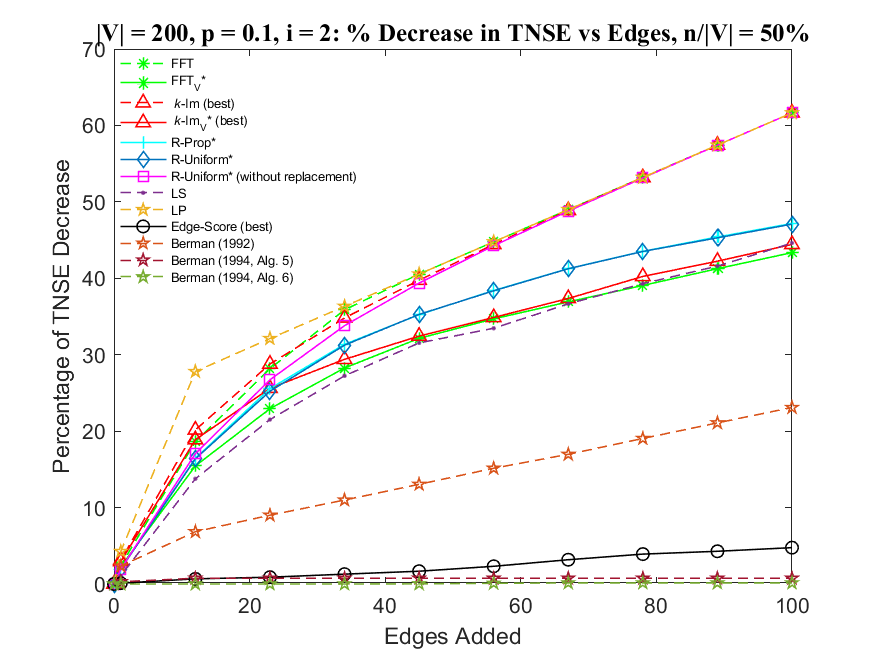 |V| = 200, p = 0.1, i = 2: % Decrease in TNSE vs Edges, n/|V| = 50%
70
60
50
40
30
20
10
0
Percentage of TNSE Decrease
FFT
FFT_V*
k-Im (best)
k-Im_V* (best)
R-Prop*
R-Uniform*
R-Uniform* (without replacement)
LS
LP
Edge-Score (best)
Berman (1992)
Berman (1994, Alg. 5)
Berman (1994, Alg. 6)
0 20 40 60 80 100
Edges Added